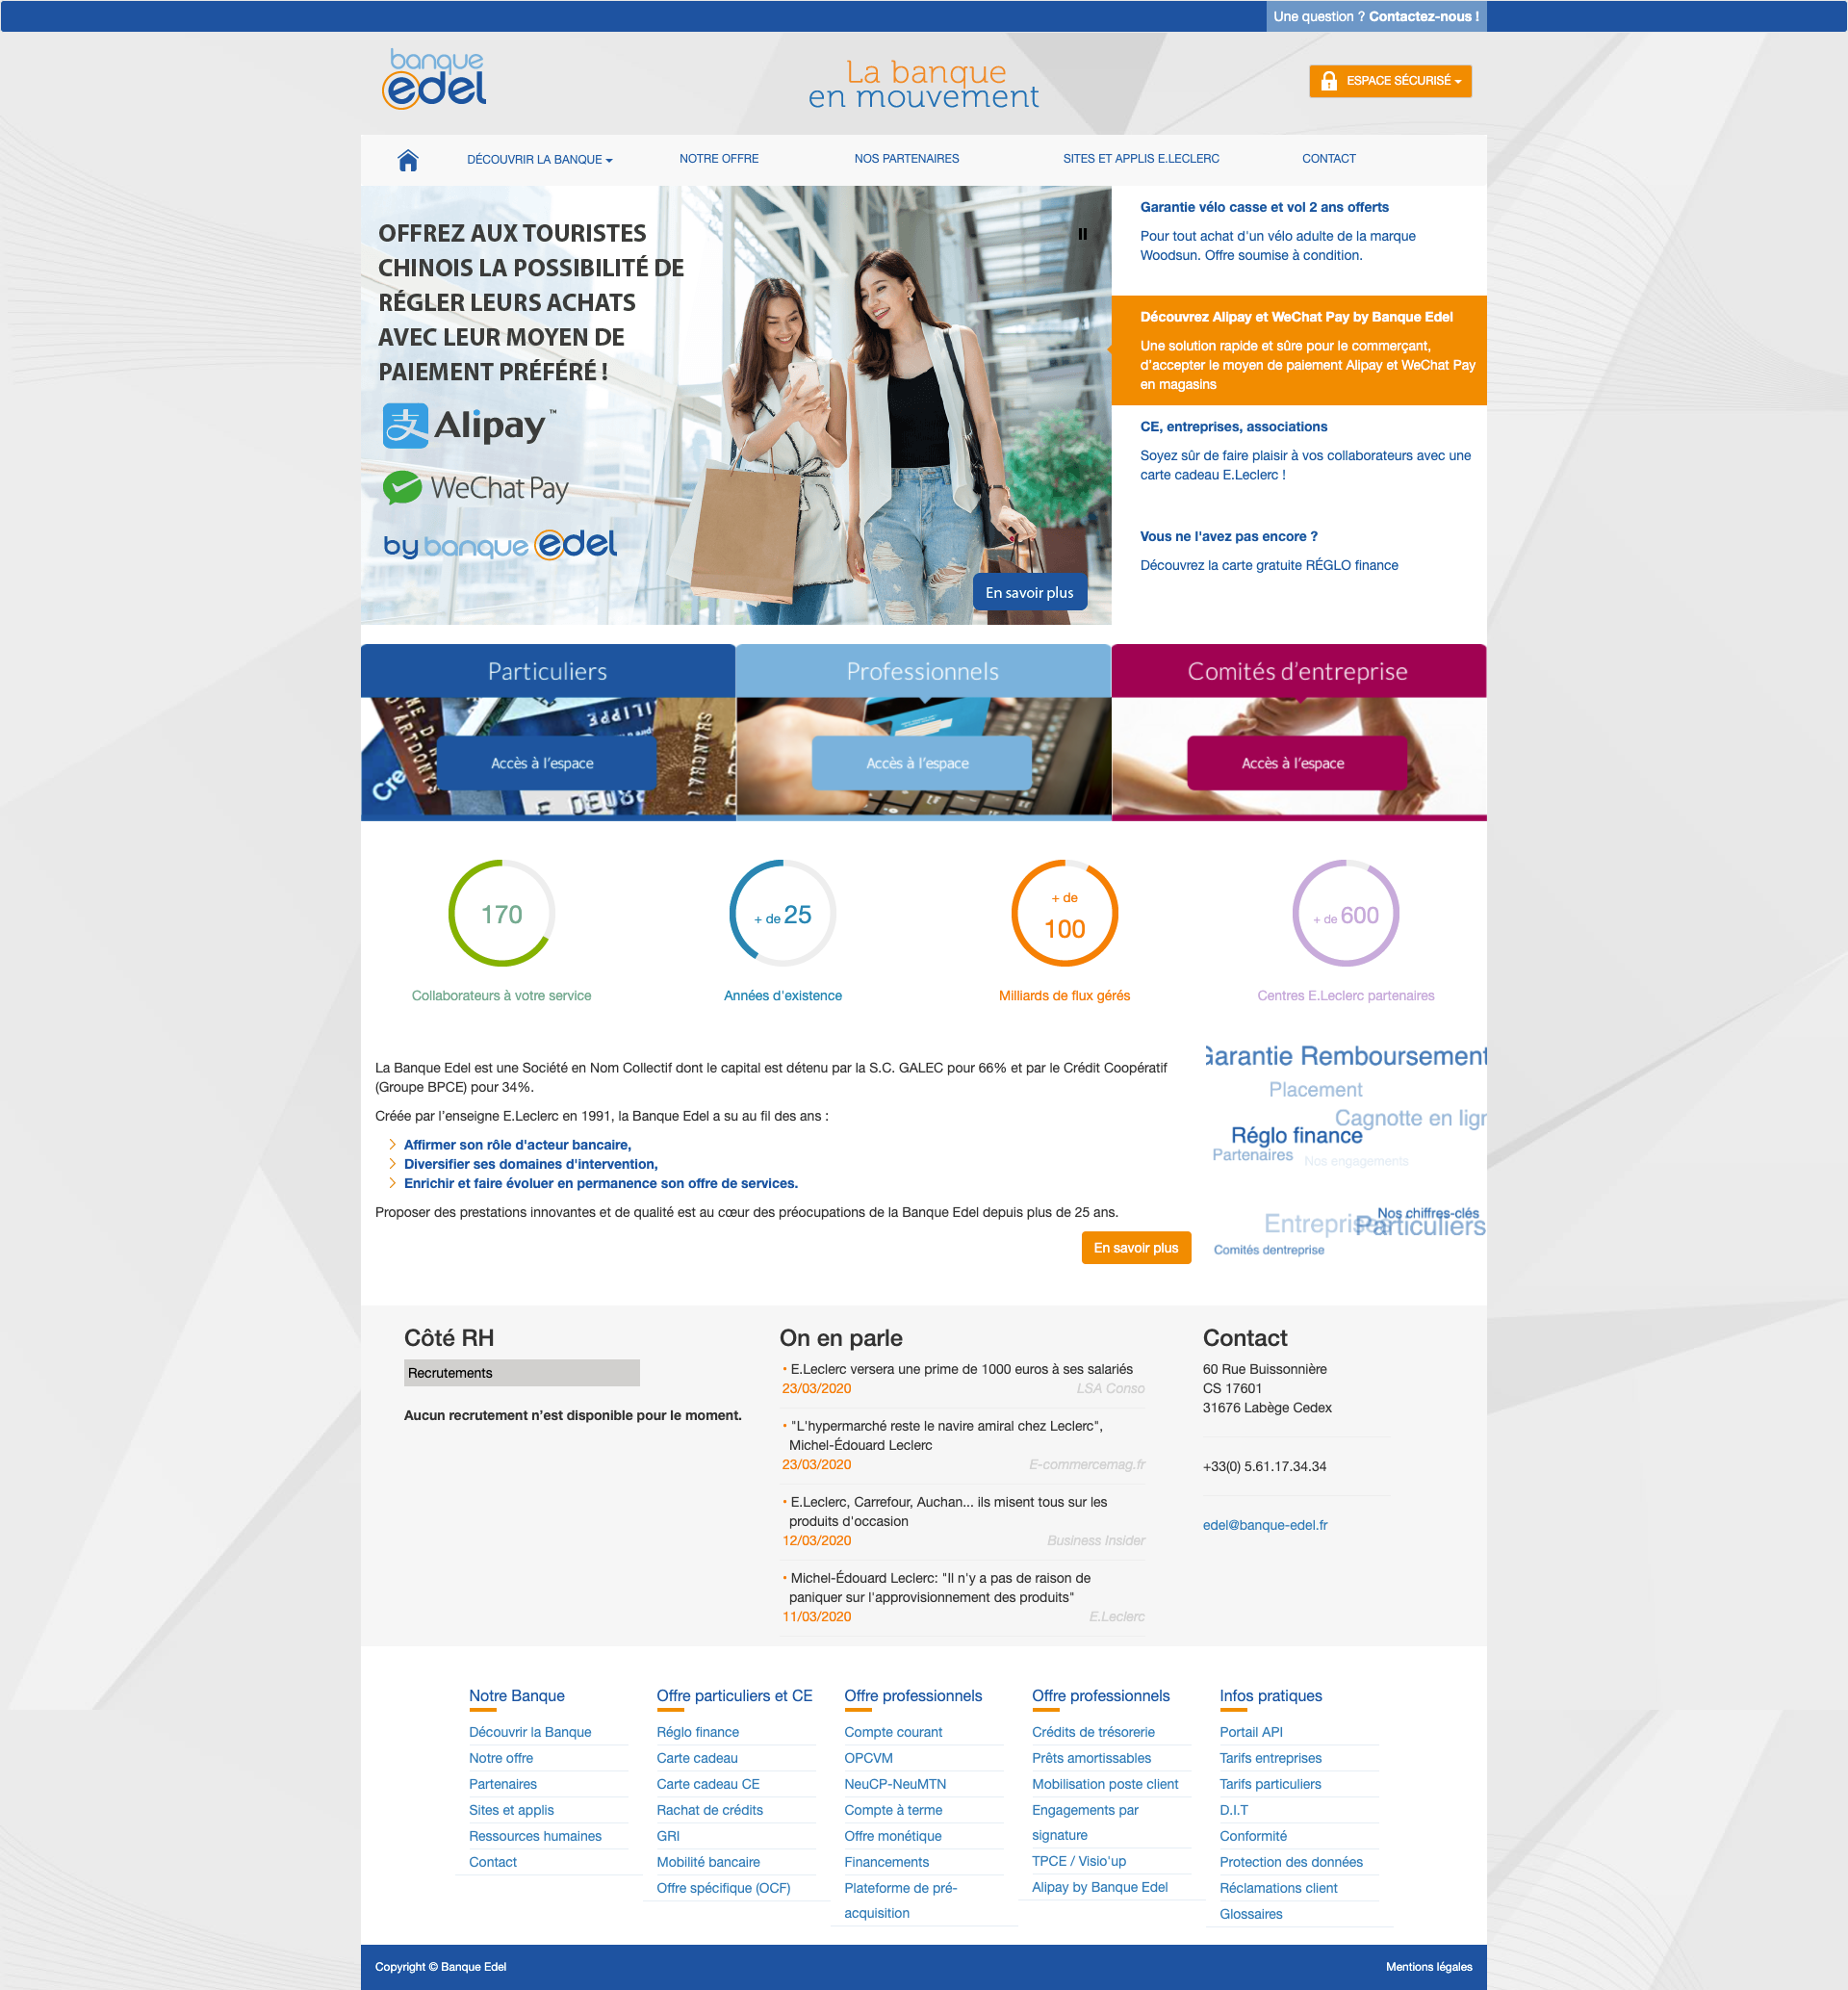 Une question ? Contactez-nous !
banque
edel
La banque
en mouvement
ESPACE SÉCURISÉ
DÉCOUVRIR LA BANQUE
NOTRE OFFRE
NOS PARTENAIRES
SITES ET APPLIS E.LECLERC
CONTACT
OFFREZ AUX TOURISTES
CHINOIS LA POSSIBILITÉ DE
RÉGLER LEURS ACHATS
AVEC LEUR MOYEN DE
PAIEMENT PRÉFÉRÉ !
支 Alipay™
WeChat Pay
by banque edel
En savoir plus
Garantie vélo casse et vol 2 ans offerts
Pour tout achat d'un vélo adulte de la marque
Woodsun. Offre soumise à condition.
Découvrez Alipay et WeChat Pay by Banque Edel
Une solution rapide et sûre pour le commerçant,
d'accepter le moyen de paiement Alipay et WeChat Pay
en magasins
CE, entreprises, associations
Soyez sûr de faire plaisir à vos collaborateurs avec une
carte cadeau E.Leclerc !
Vous ne l'avez pas encore ?
Découvrez la carte gratuite RÉGLO finance
Particuliers
Accès à l'espace
Professionnels
Accès à l'espace
Comités d'entreprise
Accès à l'espace
170
Collaborateurs à votre service
+ de 25
Années d'existence
+ de
100
Milliards de flux gérés
+ de 600
Centres E.Leclerc partenaires
La Banque Edel est une Société en Nom Collectif dont le capital est détenu par la S.C. GALEC pour 66% et par le Crédit Coopératif
(Groupe BPCE) pour 34%.
Créée par l'enseigne E.Leclerc en 1991, la Banque Edel a su au fil des ans :
Affirmer son rôle d'acteur bancaire,
Diversifier ses domaines d'intervention,
Enrichir et faire évoluer en permanence son offre de services.
Proposer des prestations innovantes et de qualité est au cœur des préocupations de la Banque Edel depuis plus de 25 ans.
En savoir plus
Garantie Remboursement
Placement
Cagnotte en lign
Réglo finance
Partenaires
Nos engagements
Nos chiffres-clés
Entreprises
Particuliers
Comités dentreprise
Côté RH
Recrutements
Aucun recrutement n'est disponible pour le moment.
On en parle
• E.Leclerc versera une prime de 1000 euros à ses salariés
23/03/2020 LSA Conso
• "L'hypermarché reste le navire amiral chez Leclerc",
Michel-Édouard Leclerc
23/03/2020 E-commercemag.fr
• E.Leclerc, Carrefour, Auchan... ils misent tous sur les
produits d'occasion
12/03/2020 Business Insider
• Michel-Édouard Leclerc: "Il n'y a pas de raison de
paniquer sur l'approvisionnement des produits"
11/03/2020 E.Leclerc
Contact
60 Rue Buissonnière
CS 17601
31676 Labège Cedex
+33(0) 5.61.17.34.34
edel@banque-edel.fr
Notre Banque
Découvrir la Banque
Notre offre
Partenaires
Sites et applis
Ressources humaines
Contact
Offre particuliers et CE
Réglo finance
Carte cadeau
Carte cadeau CE
Rachat de crédits
GRI
Mobilité bancaire
Offre spécifique (OCF)
Offre professionnels
Compte courant
OPCVM
NeuCP-NeuMTN
Compte à terme
Offre monétique
Financements
Plateforme de pré-
acquisition
Offre professionnels
Crédits de trésorerie
Prêts amortissables
Mobilisation poste client
Engagements par
signature
TPCE / Visio'up
Alipay by Banque Edel
Infos pratiques
Portail API
Tarifs entreprises
Tarifs particuliers
D.I.T
Conformité
Protection des données
Réclamations client
Glossaires
Copyright © Banque Edel
Mentions légales